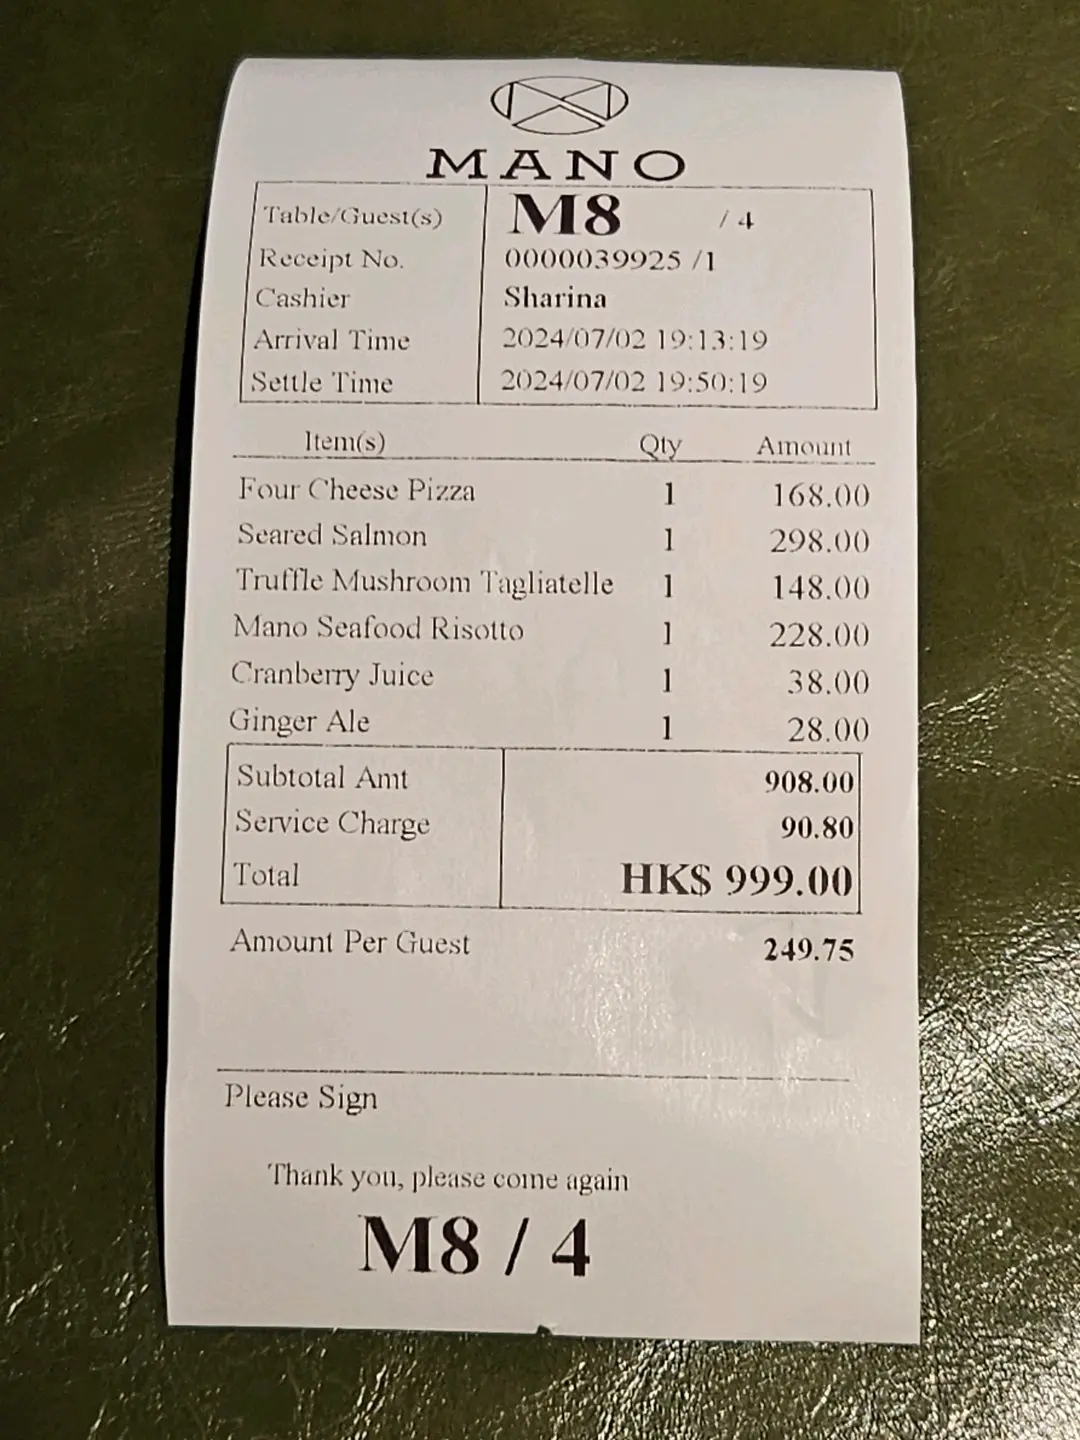 MANO
Table/Guest(s) M8 / 4
Receipt No. 0000039925 /1
Cashier Sharina
Arrival Time 2024/07/02 19:13:19
Settle Time 2024/07/02 19:50:19
Item(s) Qty Amount
Four Cheese Pizza 1 168.00
Seared Salmon 1 298.00
Truffle Mushroom Tagliatelle 1 148.00
Mano Seafood Risotto 1 228.00
Cranberry Juice 1 38.00
Ginger Ale 1 28.00
Subtotal Amt 908.00
Service Charge 90.80
Total HK$ 999.00
Amount Per Guest 249.75
Please Sign
Thank you, please come again
M8 / 4